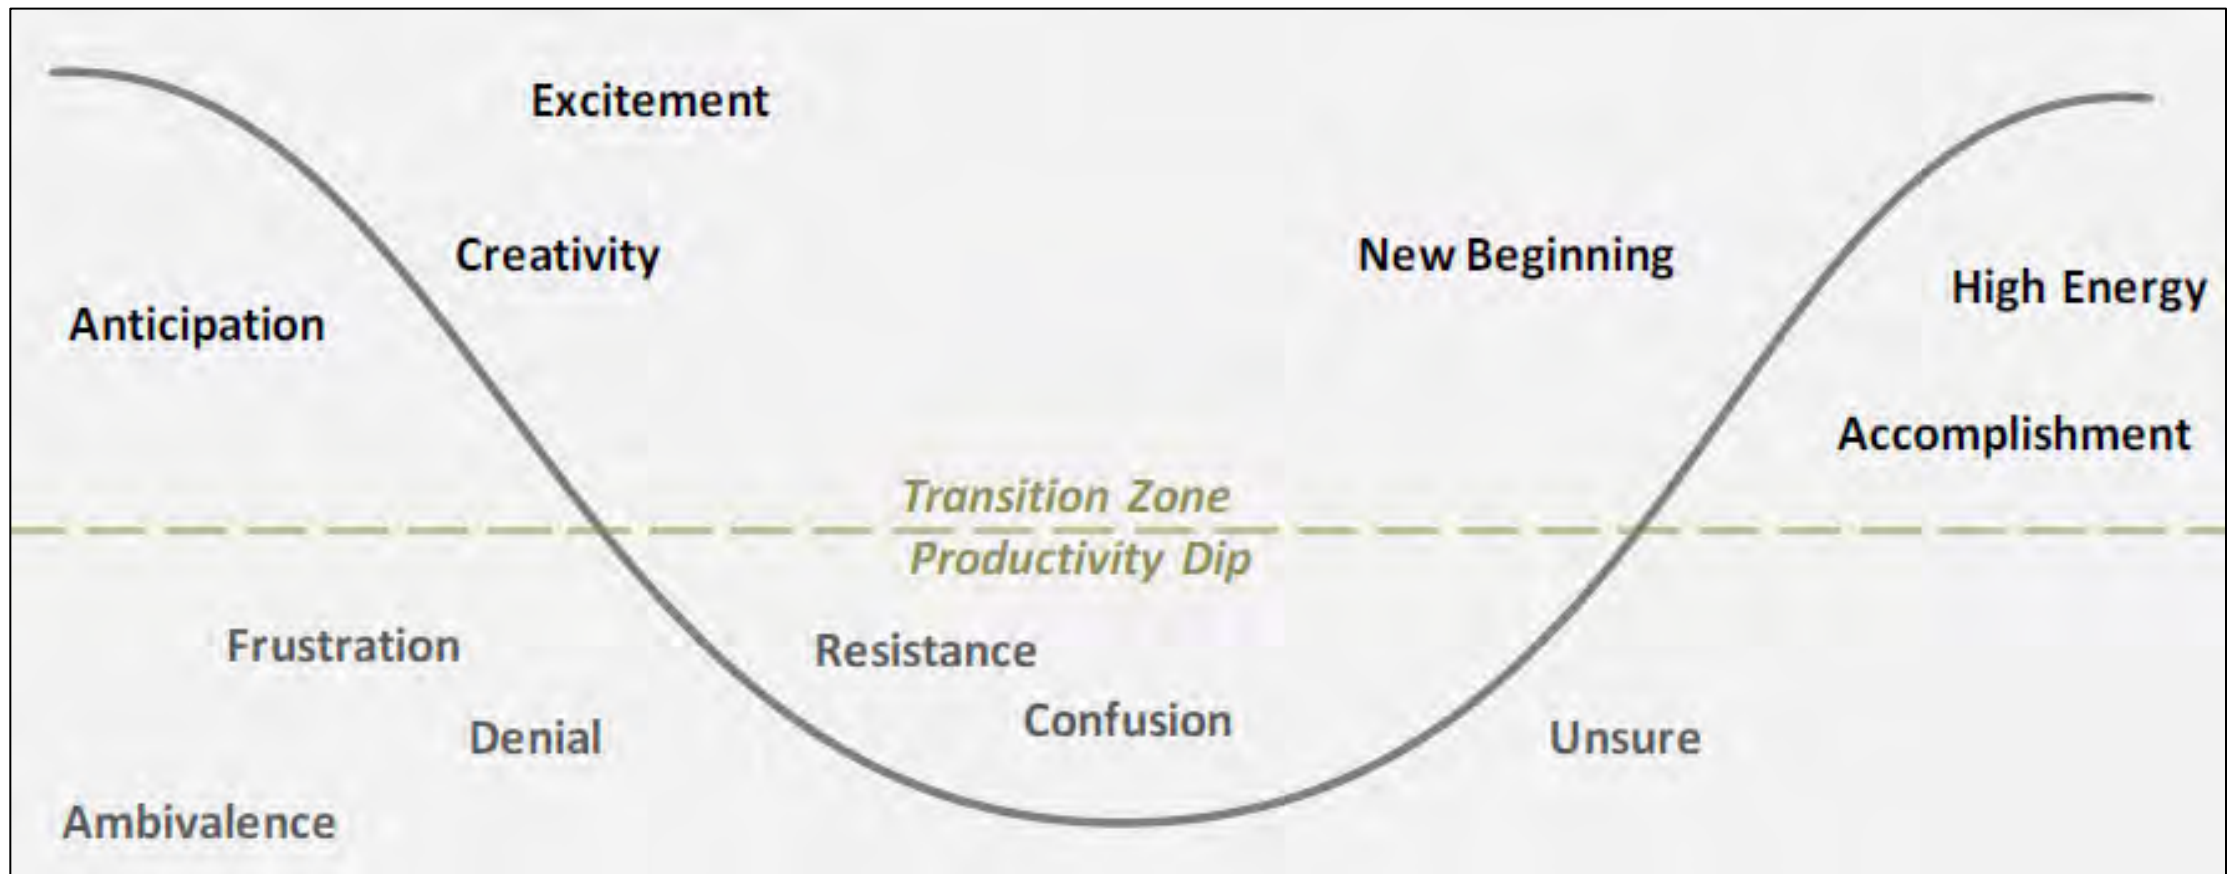 Excitement
Creativity
New Beginning
High Energy
Anticipation
Accomplishment
Transition Zone
Productivity Dip
Frustration
Resistance
Confusion
Denial
Unsure
Ambivalence